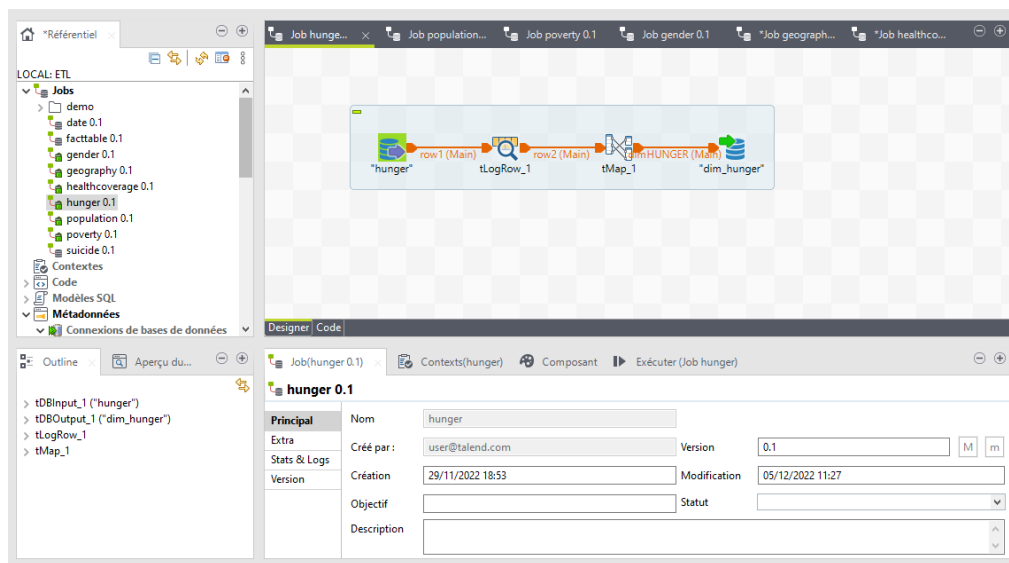 *Référentiel
LOCAL: ETL
Jobs
demo
date 0.1
facttable 0.1
gender 0.1
geography 0.1
healthcoverage 0.1
hunger 0.1
population 0.1
poverty 0.1
suicide 0.1
Contextes
Code
Modèles SQL
Métadonnées
Connexions de bases de données
Job hunge...
Job population...
Job poverty 0.1
Job gender 0.1
*Job geograph...
*Job healthco...
row1 (Main)
row2 (Main)
dimHUNGER (Main)
"hunger"
tLogRow_1
tMap_1
"dim_hunger"
Designer
Code
Outline
Aperçu du...
tDBInput_1 ("hunger")
tDBOutput_1 ("dim_hunger")
tLogRow_1
tMap_1
Job(hunger 0.1)
Contexts(hunger)
Composant
Exécuter (Job hunger)
hunger 0.1
Principal
Extra
Stats & Logs
Version
Nom
hunger
Créé par :
user@talend.com
Version
0.1
M
m
Création
29/11/2022 18:53
Modification
05/12/2022 11:27
Objectif
Statut
Description